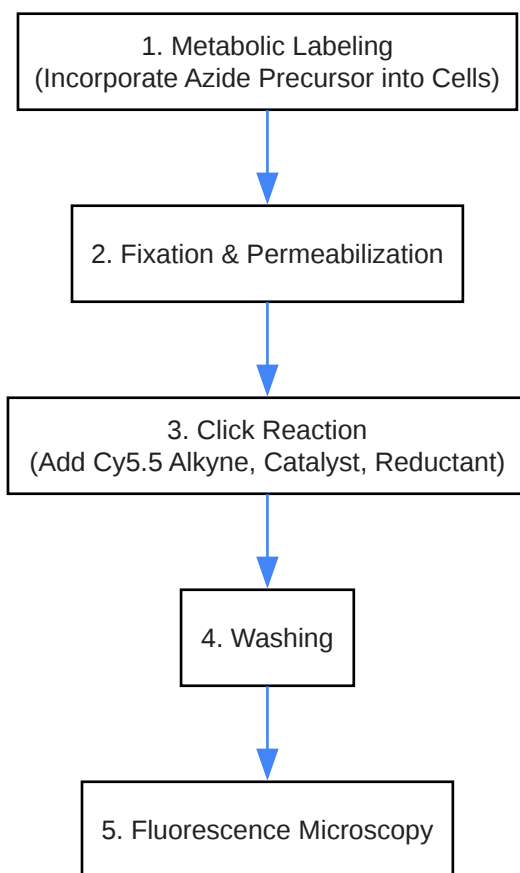 1. Metabolic Labeling
(Incorporate Azide Precursor into Cells)
2. Fixation & Permeabilization
3. Click Reaction
(Add Cy5.5 Alkyne, Catalyst, Reductant)
4. Washing
5. Fluorescence Microscopy